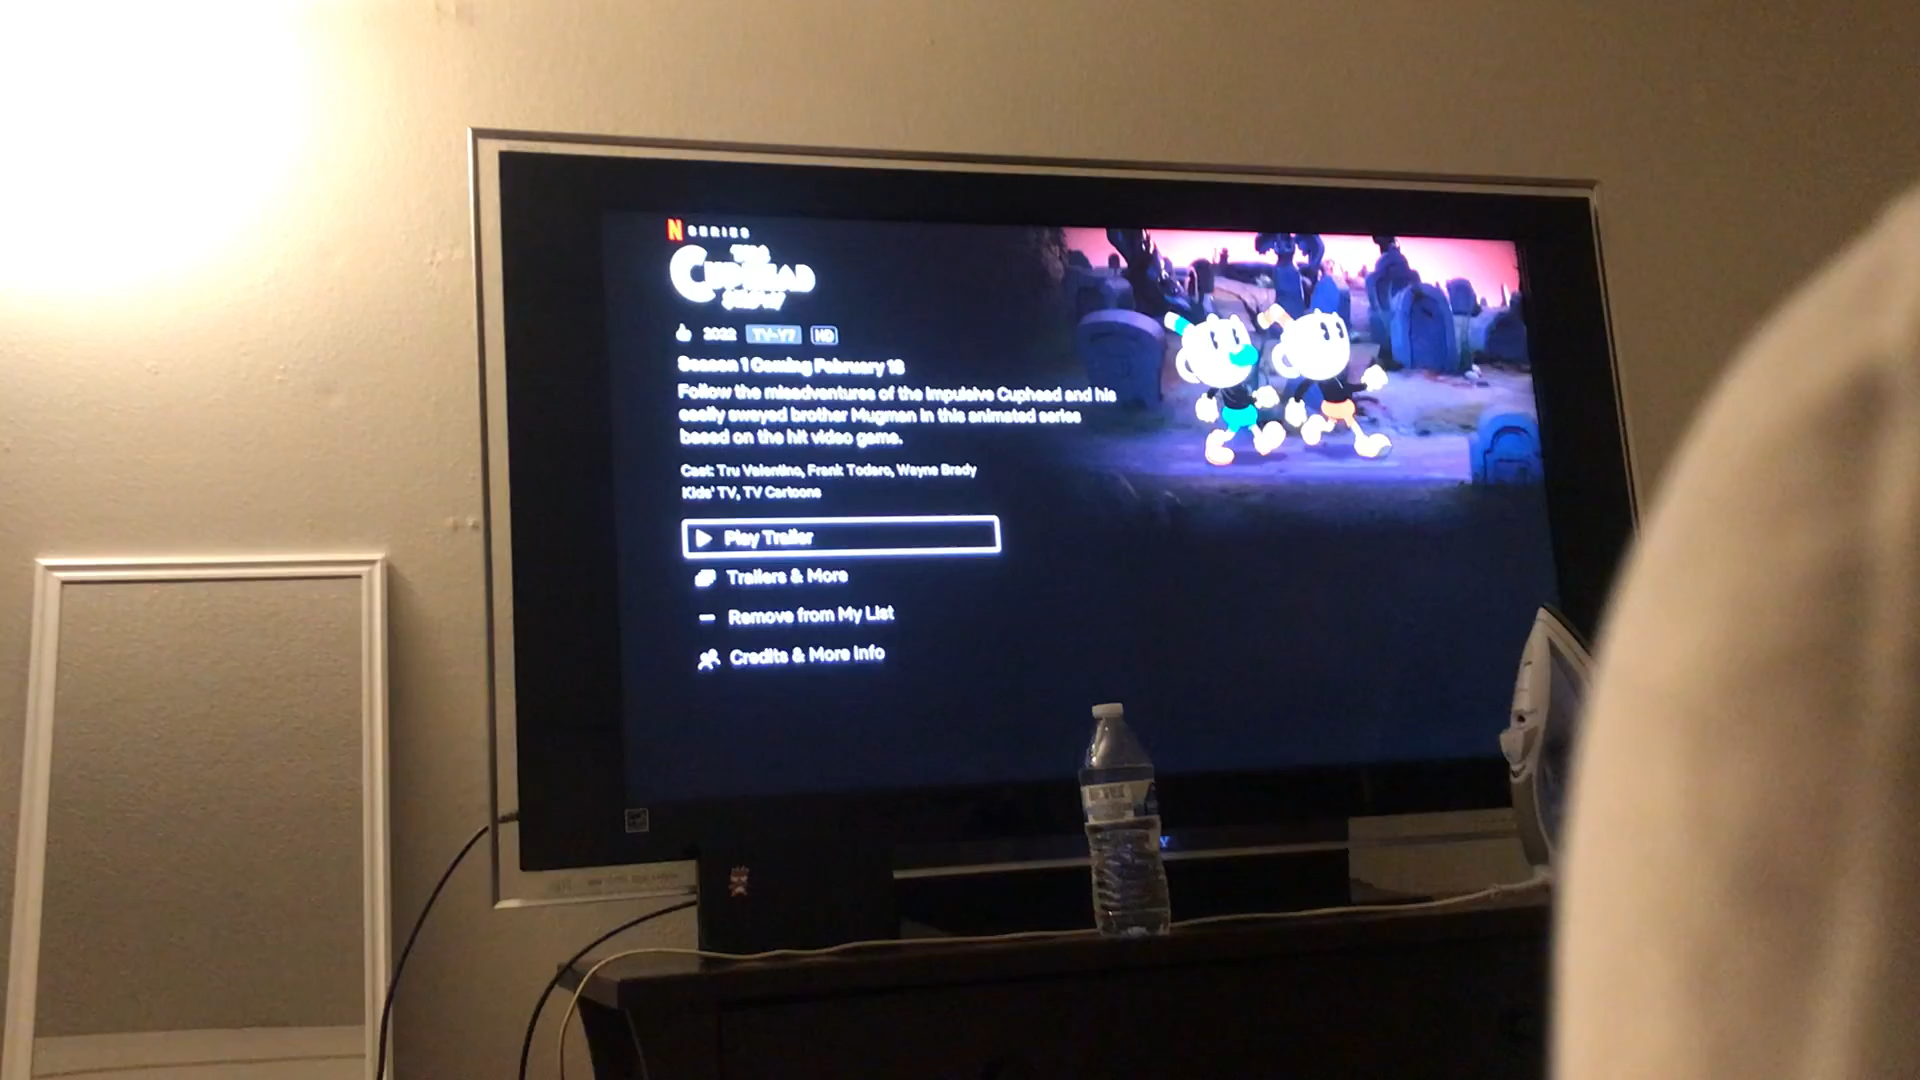 N SERIES
THE
CUPHEAD
SHOW
2022 TV-Y7 HD
Season 1 Coming February 18
Follow the misadventures of the impulsive Cuphead and his
easily swayed brother Mugman in this animated series
based on the hit video game.
Cast: Tru Valentino, Frank Todaro, Wayne Brady
Kids' TV, TV Cartoons
Play Trailer
Trailers & More
Remove from My List
Credits & More Info